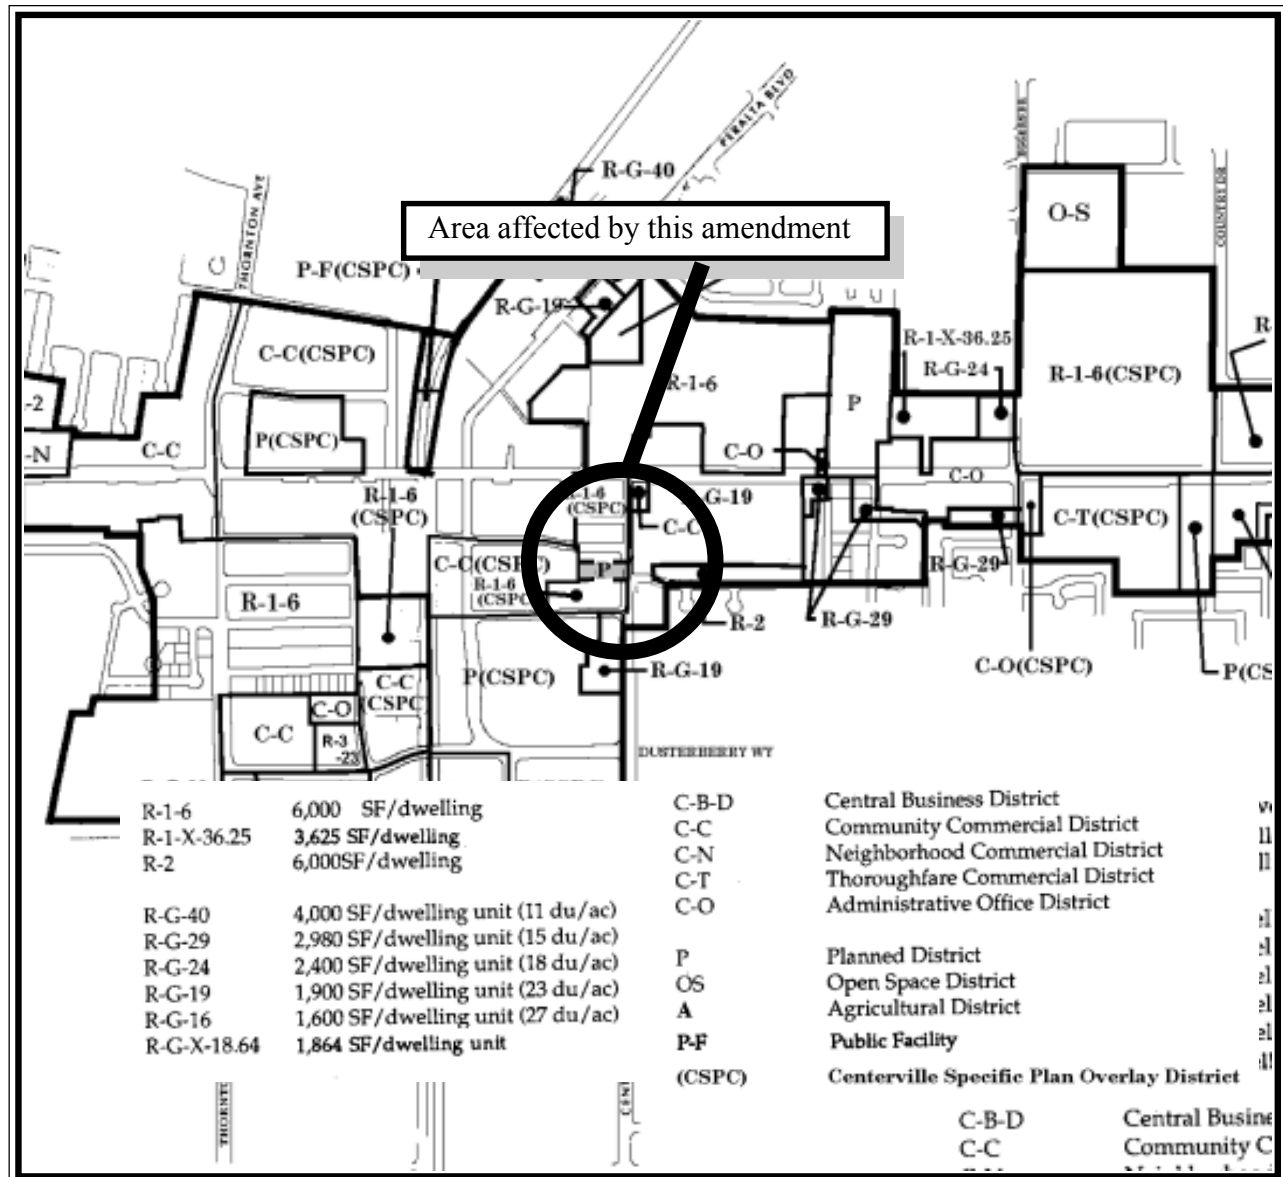 PERALTA BLVD
R-G-40
THORNTON AVE
COUNTRY DR
O-S
Area affected by this amendment
P-F(CSPC)
R-G-19
R-1-X-36.25
R-G-24
C-C(CSPC)
R-1-6
P
R-1-6(CSPC)
R-
-2
-N
C-C
P(CSPC)
C-O
C-O
R-1-6
(CSPC)
R-1-6
(CSPC)
-G-19
C-C
C-T(CSPC)
C-C(CSPC)
P
R-1-6
(CSPC
R-G-29
R-1-6
R-2
R-G-29
C-O(CSPC)
P(CS
P(CSPC)
R-G-19
C-C
(CSPC
C-O
C-C
R-3
-23
DUSTERBERRY WY
R-1-6 6,000 SF/dwelling
R-1-X-36.25 3,625 SF/dwelling
R-2 6,000SF/dwelling
R-G-40 4,000 SF/dwelling unit (11 du/ac)
R-G-29 2,980 SF/dwelling unit (15 du/ac)
R-G-24 2,400 SF/dwelling unit (18 du/ac)
R-G-19 1,900 SF/dwelling unit (23 du/ac)
R-G-16 1,600 SF/dwelling unit (27 du/ac)
R-G-X-18.64 1,864 SF/dwelling unit
C-B-D Central Business District
C-C Community Commercial District
C-N Neighborhood Commercial District
C-T Thoroughfare Commercial District
C-O Administrative Office District
P Planned District
OS Open Space District
A Agricultural District
P-F Public Facility
(CSPC) Centerville Specific Plan Overlay District
THORNT
CEN
C-B-D Central Busine
C-C Community C